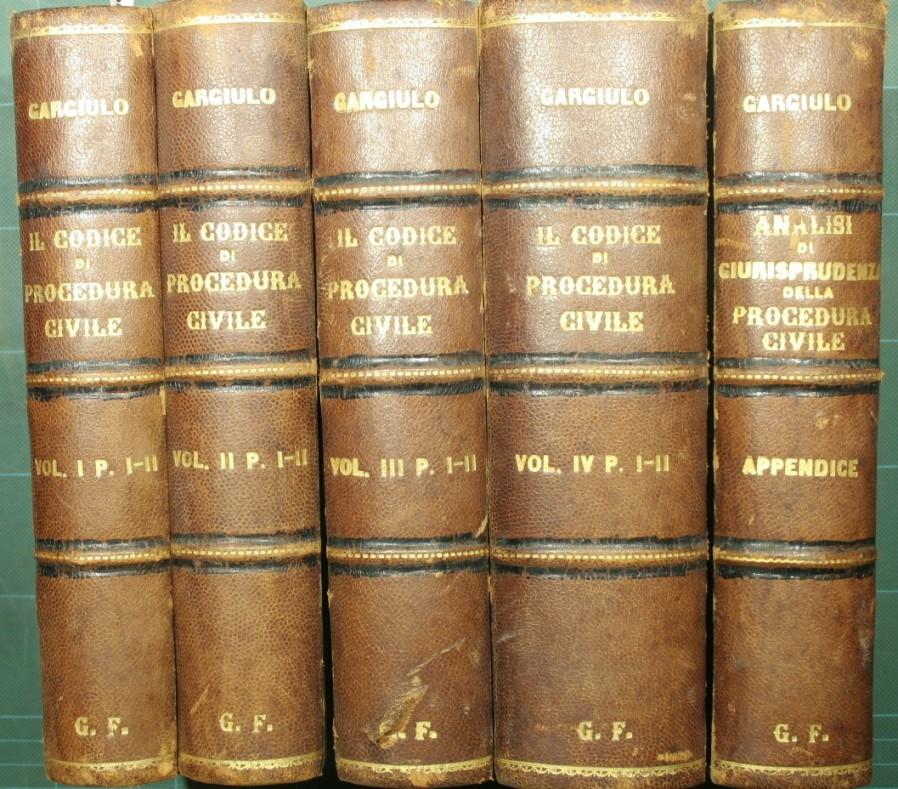 GARGIULO
IL CODICE
DI
PROCEDURA
CIVILE
VOL. I P. I-II
G. F.
GARGIULO
IL CODICE
DI
PROCEDURA
CIVILE
VOL. II P. I-II
G. F.
GARGIULO
IL CODICE
DI
PROCEDURA
CIVILE
VOL. III P. I-II
F.
GARGIULO
IL CODICE
DI
PROCEDURA
CIVILE
VOL. IV P. I-II
G. F.
GARGIULO
ANALISI
DI
GIURISPRUDENZA
DELLA
PROCEDURA
CIVILE
APPENDICE
G. F.